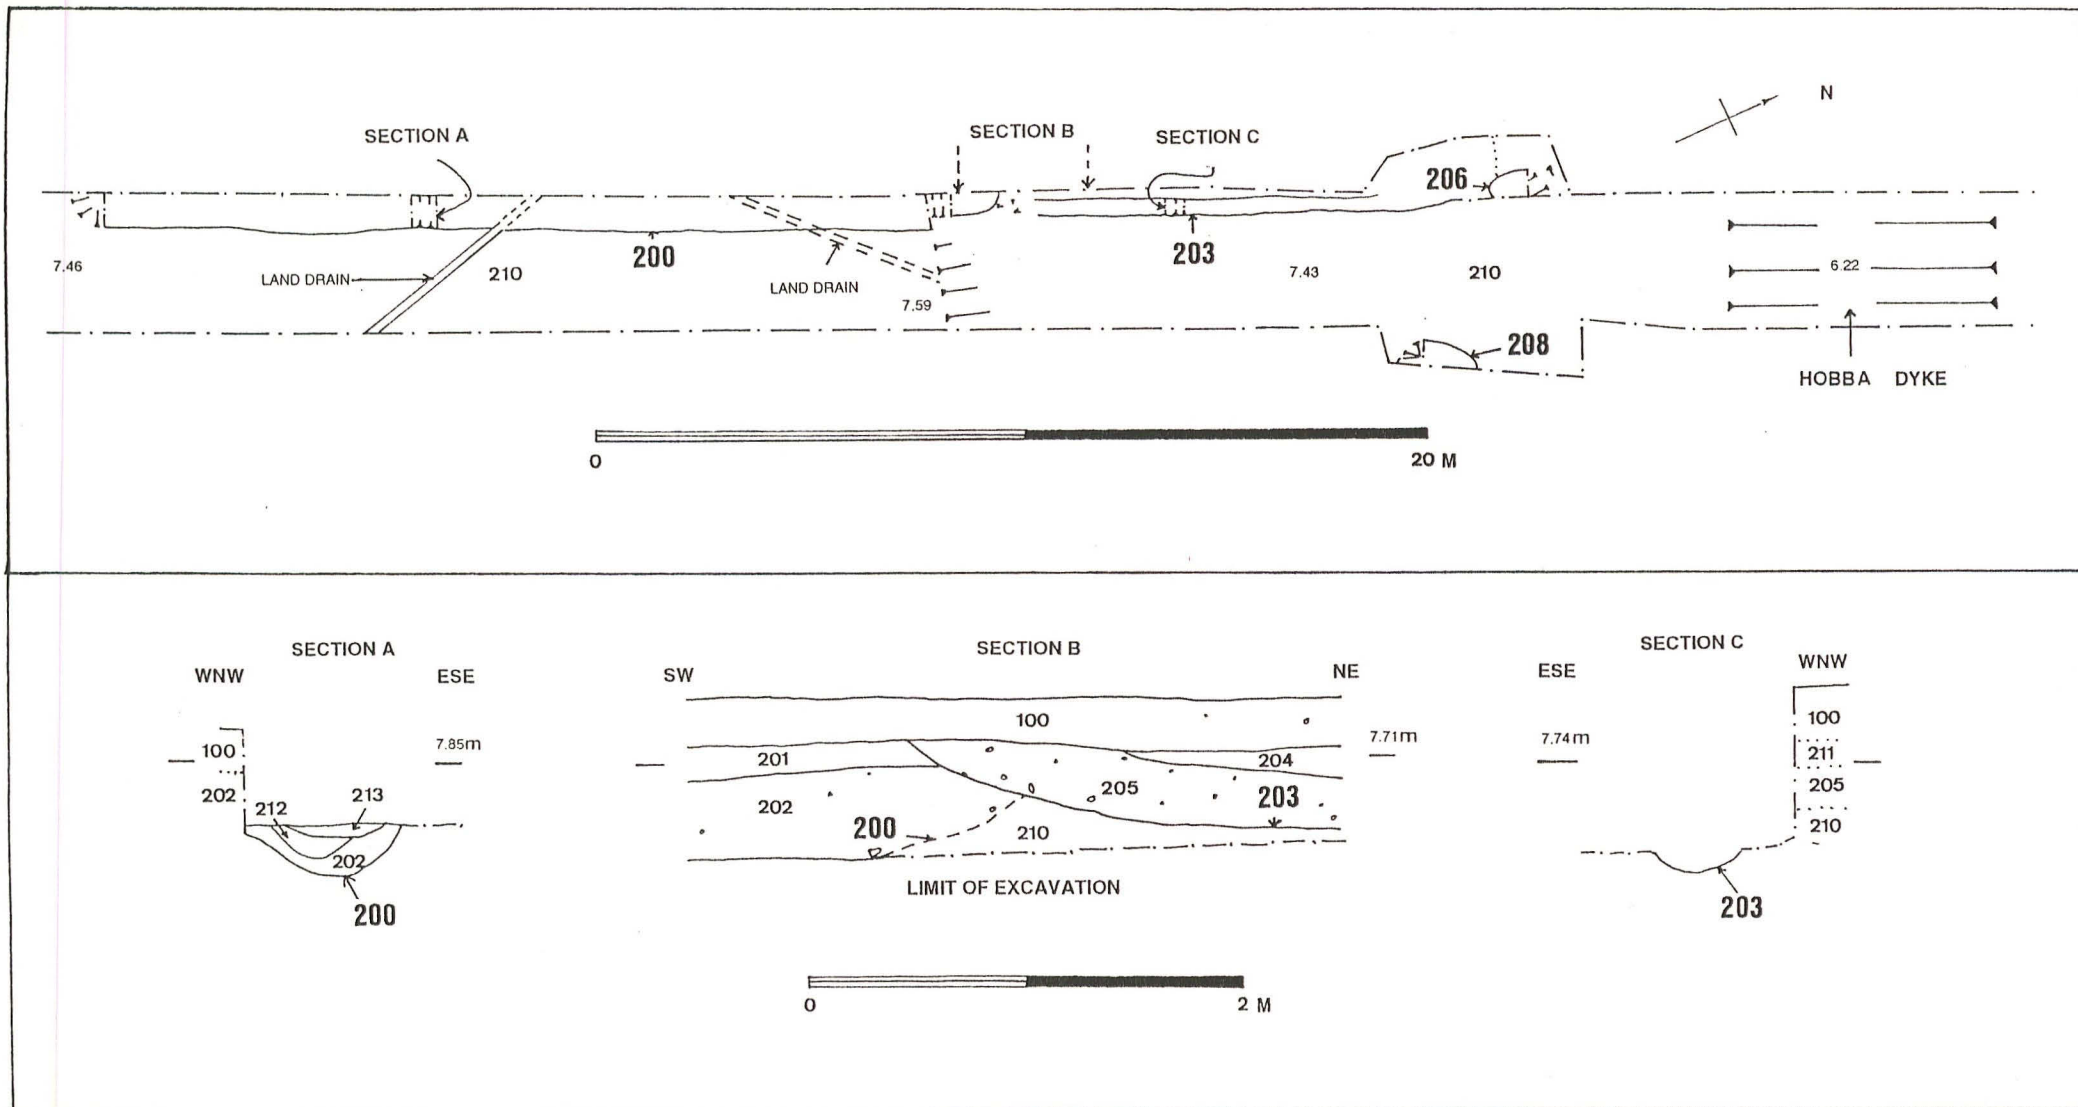 N
SECTION A
SECTION B
SECTION C
206
200
203
7.46
LAND DRAIN
210
LAND DRAIN
7.59
7.43
210
6.22
208
HOBBA DYKE
0
20 M
SECTION A
SECTION B
SECTION C
WNW
ESE
SW
NE
ESE
WNW
100
7.85m
202
212
213
202
200
100
201
204
7.71m
202
205
203
200
210
LIMIT OF EXCAVATION
7.74m
100
211
205
210
203
0
2 M